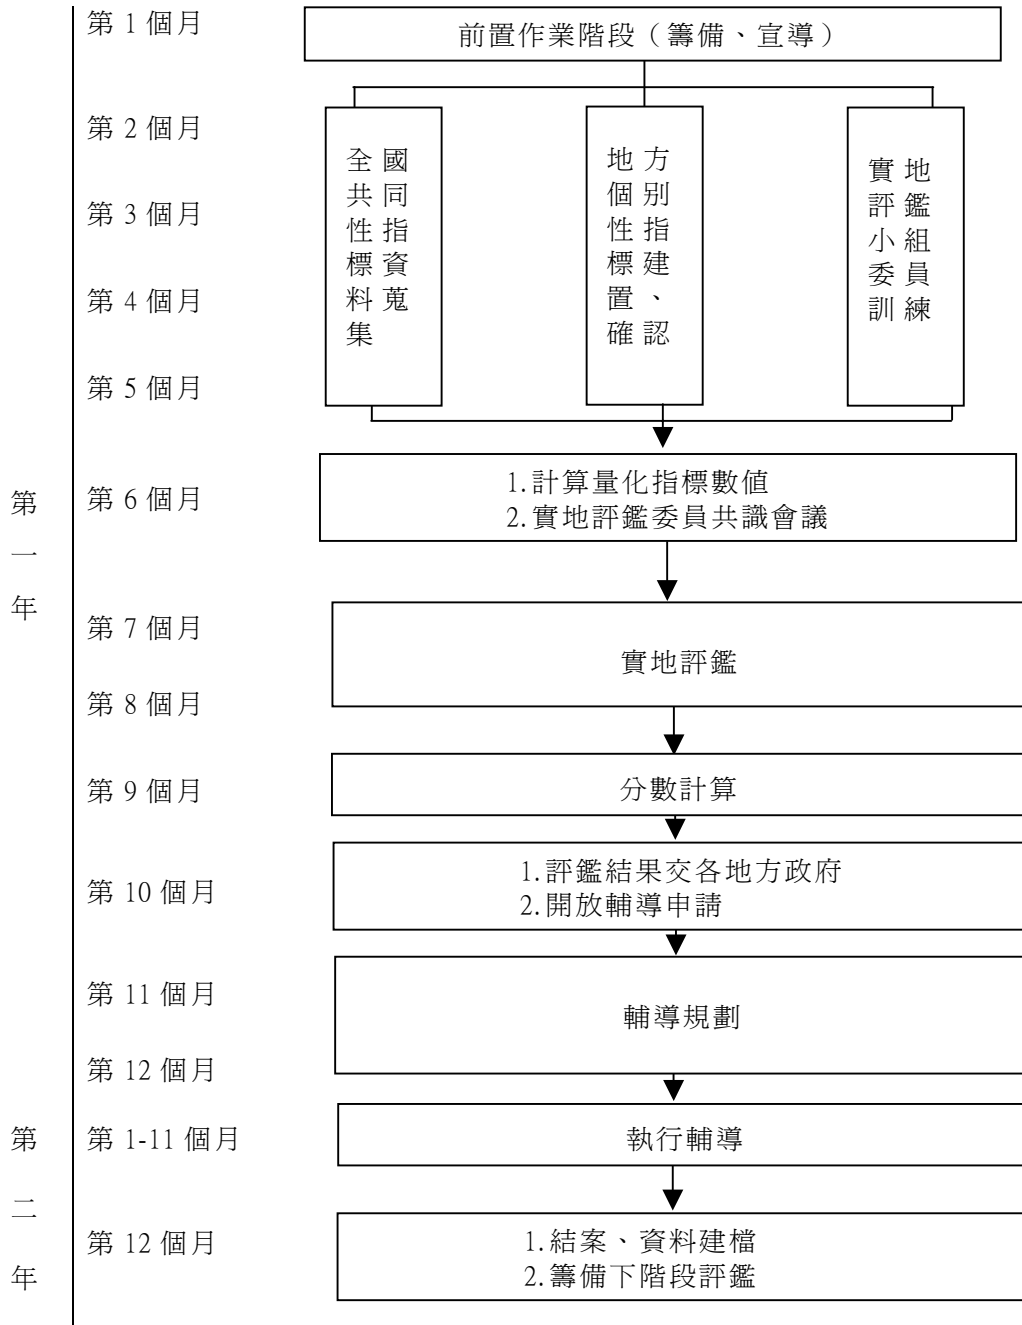 第 1 個月
前置作業階段（籌備、宣導）
第 2 個月
第 3 個月
第 4 個月
第 5 個月
全國
共同
性指
標資
料蒐
集
地方
個別
性指
標建
置、
確認
實地
評鑑
小組
委員
訓練
第一年
第 6 個月
1.計算量化指標數值
2.實地評鑑委員共識會議
第 7 個月
第 8 個月
實地評鑑
第 9 個月
分數計算
第 10 個月
1.評鑑結果交各地方政府
2.開放輔導申請
第 11 個月
第 12 個月
輔導規劃
第二年
第 1-11 個月
執行輔導
第 12 個月
1.結案、資料建檔
2.籌備下階段評鑑